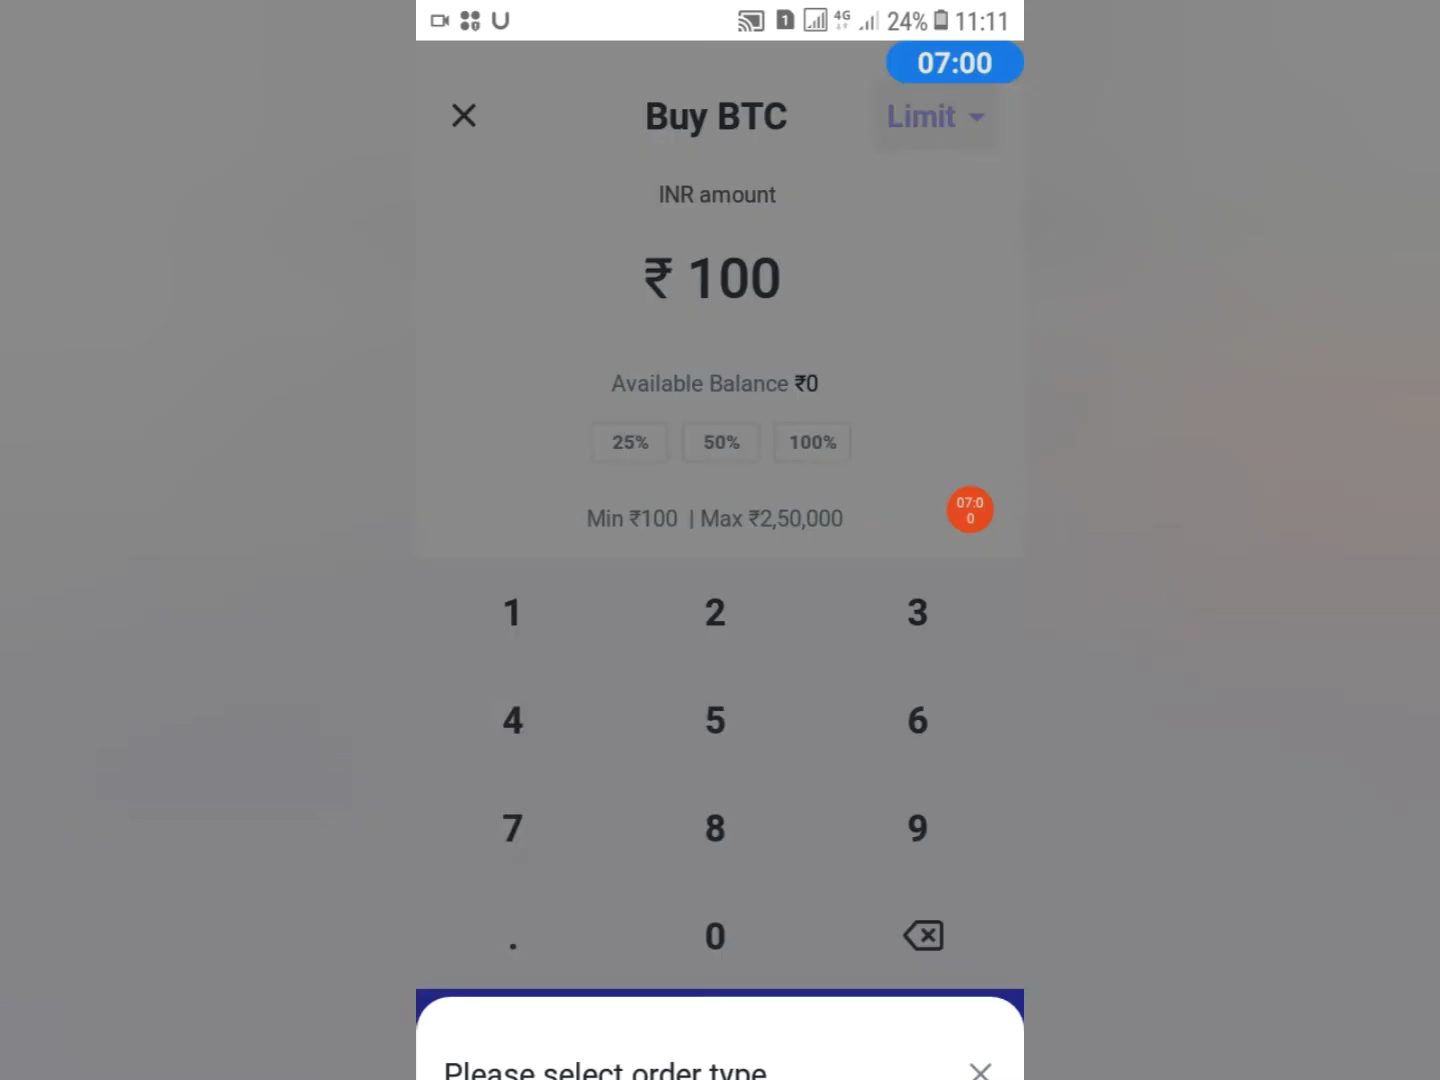 1 4G 24% 11:11
07:00
Buy BTC
Limit
INR amount
₹ 100
Available Balance ₹0
25% 50% 100%
Min ₹100 | Max ₹2,50,000
07:0
0
1 2 3
4 5 6
7 8 9
. 0
Please select order type